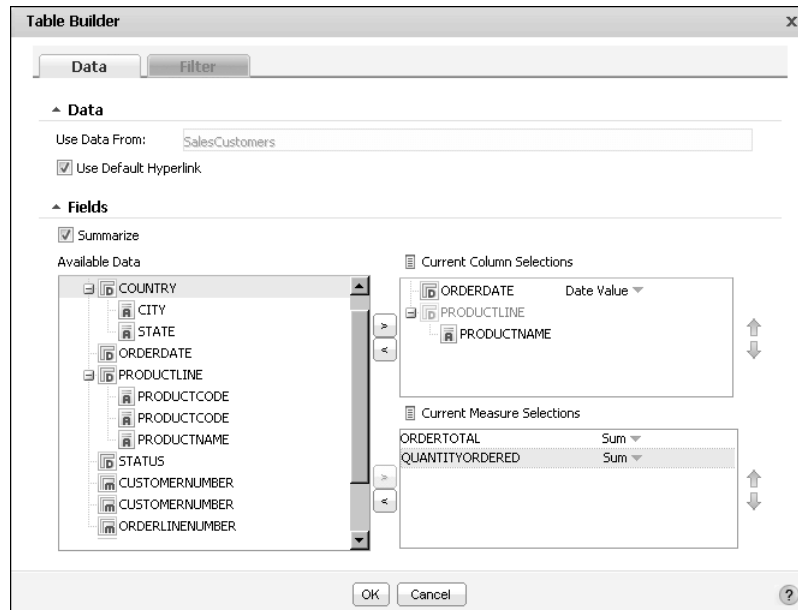 Table Builder
x
Data
Filter
Data
Use Data From:
SalesCustomers
Use Default Hyperlink
Fields
Summarize
Available Data
COUNTRY
CITY
STATE
ORDERDATE
PRODUCTLINE
PRODUCTCODE
PRODUCTCODE
PRODUCTNAME
STATUS
CUSTOMERNUMBER
CUSTOMERNUMBER
ORDERLINENUMBER
>
<
>
<
Current Column Selections
ORDERDATE Date Value
PRODUCTLINE
PRODUCTNAME
Current Measure Selections
ORDERTOTAL Sum
QUANTITYORDERED Sum
OK Cancel
?